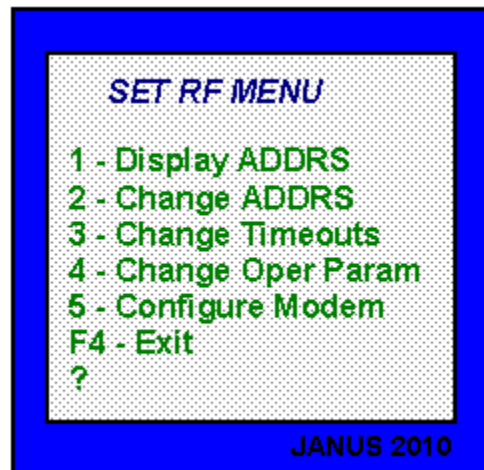 SET RF MENU
1 - Display ADDRS
2 - Change ADDRS
3 - Change Timeouts
4 - Change Oper Param
5 - Configure Modem
F4 - Exit
?
JANUS 2010